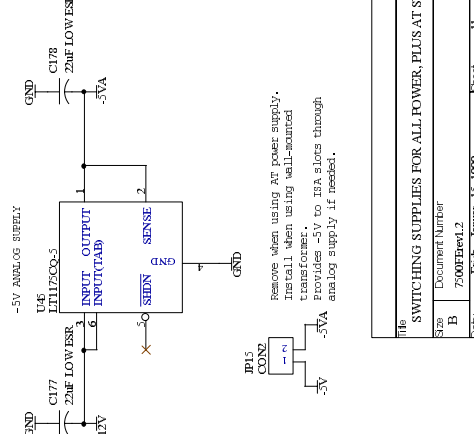 GND
C178
22uF LOW ESR
-5VA
1
2
-5V ANALOG SUPPLY
U45
LT1175CQ-5
OUTPUT
SENSE
INPUT
INPUT(TAB)
GND
SHDN
4
GND
3
6
5
GND
C177
22uF LOW ESR
12V
Remove when using AT power supply.
Install when using wall-mounted
transformer.
Provides -5V to ISA slots through
analog supply if needed.
JP15
CON2
2
1
-5VA
-5V
Title
SWITCHING SUPPLIES FOR ALL POWER, PLUS AT S
Size
Document Number
B
7500FErev1.2